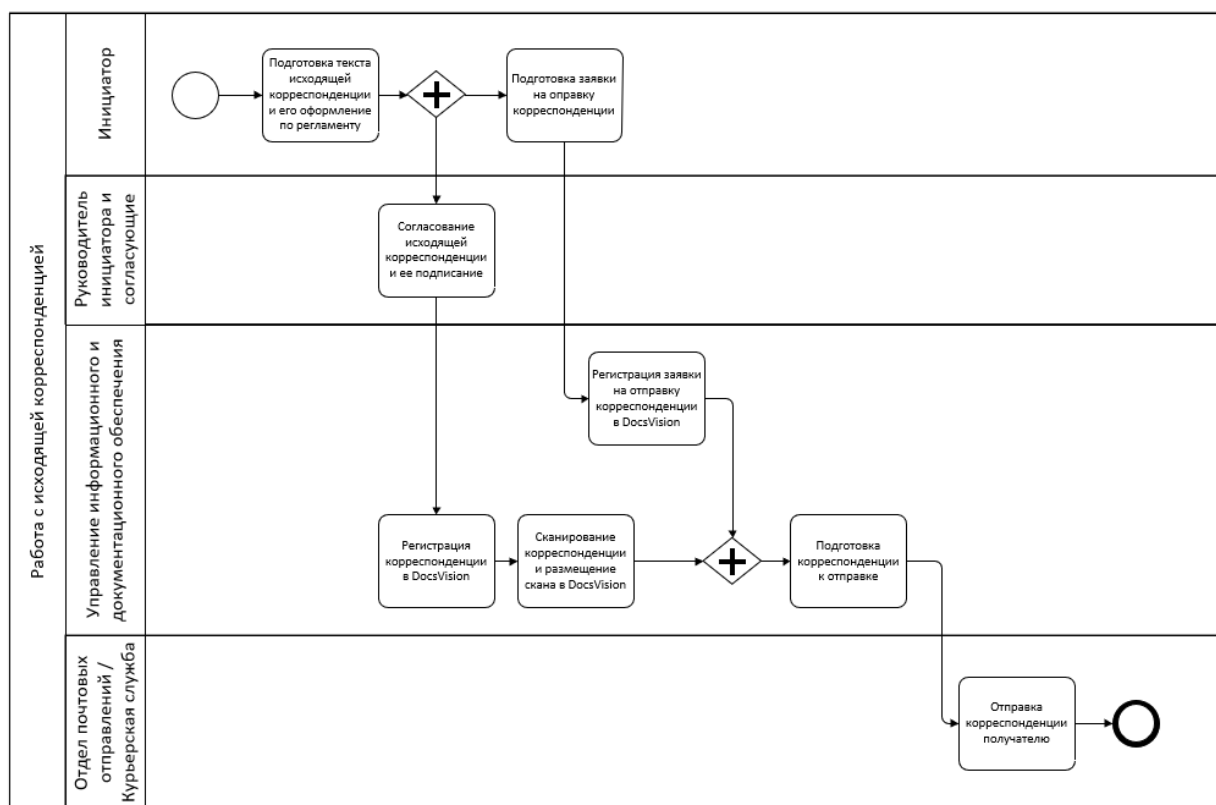 Работа с исходящей корреспонденцией
Инициатор
Подготовка текста
исходящей
корреспонденции
и его оформление
по регламенту
Подготовка заявки
на оправку
корреспонденции
Руководитель
инициатора и
согласующие
Согласование
исходящей
корреспонденции
и ее подписание
Управление информационного и
документационного обеспечения
Регистрация заявки
на отправку
корреспонденции
в DocsVision
Регистрация
корреспонденции
в DocsVision
Сканирование
корреспонденции
и размещение
скана в DocsVision
Подготовка
корреспонденции
к отправке
Отдел почтовых
отправлений /
Курьерская служба
Отправка
корреспонденции
получателю